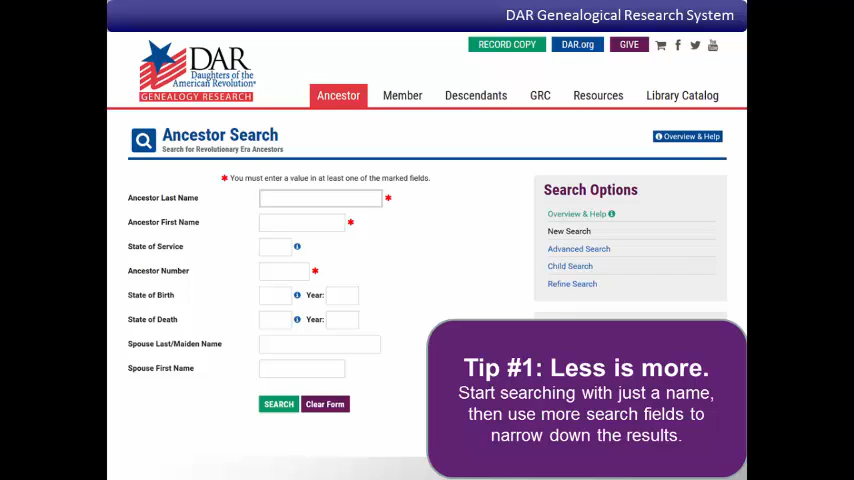 DAR Genealogical Research System
RECORD COPY DAR.org GIVE
DAR
Daughters of the
American Revolution®
GENEALOGY RESEARCH
Ancestor Member Descendants GRC Resources Library Catalog
Ancestor Search
Search for Revolutionary Era Ancestors
Overview & Help
* You must enter a value in at least one of the marked fields.
Ancestor Last Name *
Ancestor First Name *
State of Service
Ancestor Number *
State of Birth Year:
State of Death Year:
Spouse Last/Maiden Name
Spouse First Name
SEARCH Clear Form
Search Options
Overview & Help
New Search
Advanced Search
Child Search
Refine Search
Tip #1: Less is more.
Start searching with just a name,
then use more search fields to
narrow down the results.